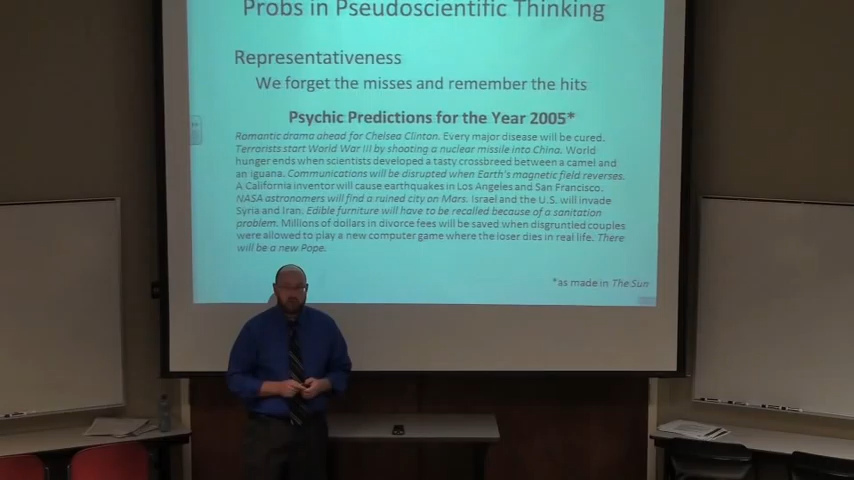 Probs in Pseudoscientific Thinking
Representativeness
We forget the misses and remember the hits
Psychic Predictions for the Year 2005*
Romantic drama ahead for Chelsea Clinton. Every major disease will be cured.
Terrorists start World War III by shooting a nuclear missile into China. World
hunger ends when scientists developed a tasty crossbreed between a camel and
an iguana. Communications will be disrupted when Earth's magnetic field reverses.
A California inventor will cause earthquakes in Los Angeles and San Francisco.
NASA astronomers will find a ruined city on Mars. Israel and the U.S. will invade
Syria and Iran. Edible furniture will have to be recalled because of a sanitation
problem. Millions of dollars in divorce fees will be saved when disgruntled couples
were allowed to play a new computer game where the loser dies in real life. There
will be a new Pope.
*as made in The Sun